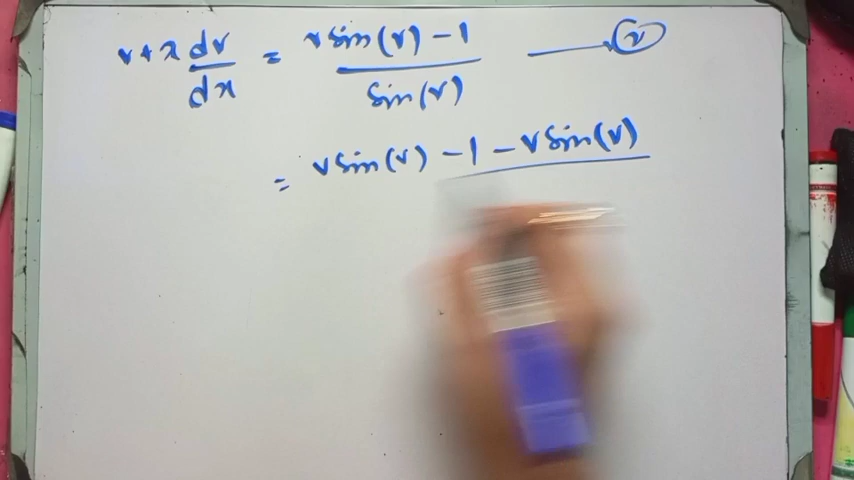 v + x dv/dx = (v sin(v) - 1)/sin(v) → (v)
= v sin(v) - 1 - v sin(v)